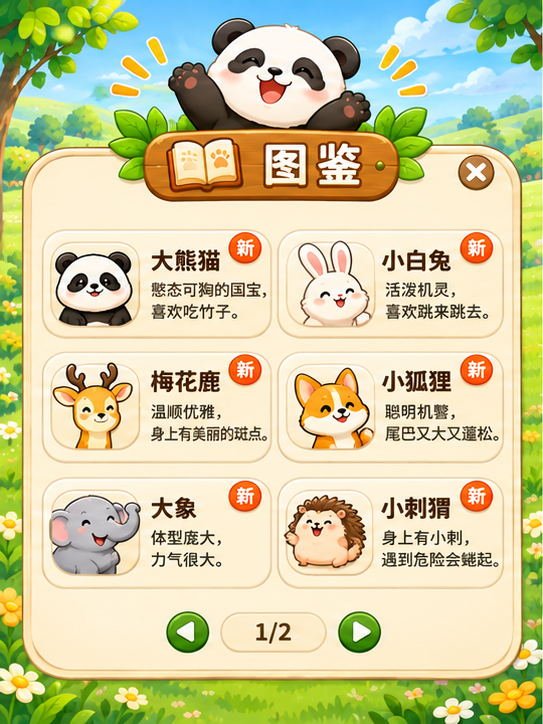 图鉴
大熊猫
新
憨态可掬的国宝，
喜欢吃竹子。
小白兔
新
活泼机灵，
喜欢跳来跳去。
梅花鹿
新
温顺优雅，
身上有美丽的斑点。
小狐狸
新
聪明机警，
尾巴又大又蓬松。
大象
新
体型庞大，
力气很大。
小刺猬
新
身上有小刺，
遇到危险会蜷起。
1/2